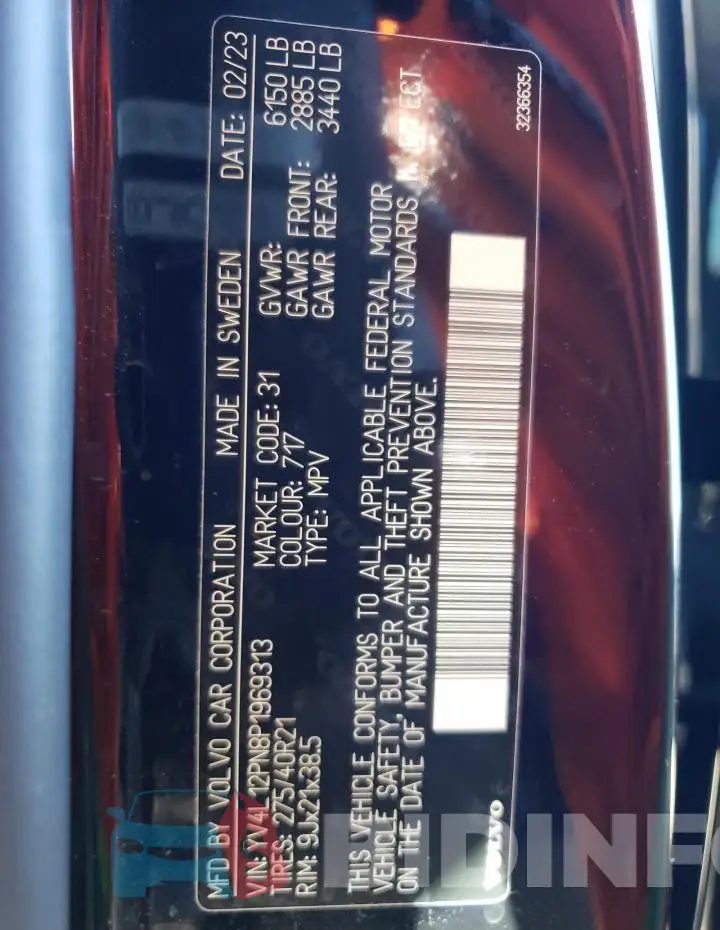 MFD BY VOLVO CAR CORPORATION MADE IN SWEDEN DATE: 02/23
VIN: YV4L12PN8P1969313 MARKET CODE: 31 GVWR: 6150 LB
TIRES: 275/40R21 COLOUR: 717 GAWR FRONT: 2885 LB
RIM: 9Jx21x38.5 TYPE: MPV GAWR REAR: 3440 LB
THIS VEHICLE CONFORMS TO ALL APPLICABLE FEDERAL MOTOR
VEHICLE SAFETY, BUMPER AND THEFT PREVENTION STANDARDS IN EFFECT
ON THE DATE OF MANUFACTURE SHOWN ABOVE.
VOLVO
32366354
BIDINFO